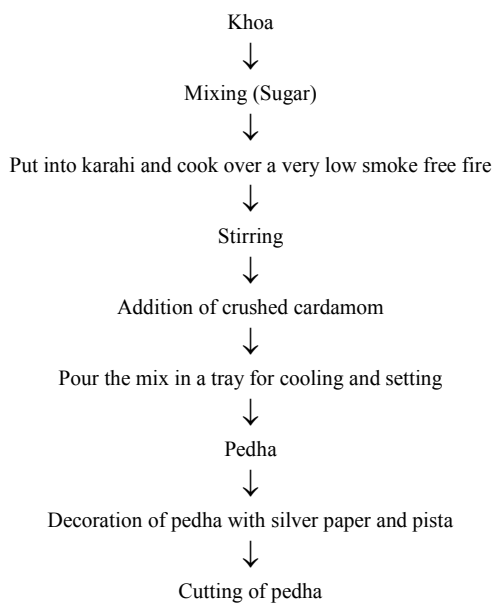 Khoa
↓
Mixing (Sugar)
↓
Put into karahi and cook over a very low smoke free fire
↓
Stirring
↓
Addition of crushed cardamom
↓
Pour the mix in a tray for cooling and setting
↓
Pedha
↓
Decoration of pedha with silver paper and pista
↓
Cutting of pedha